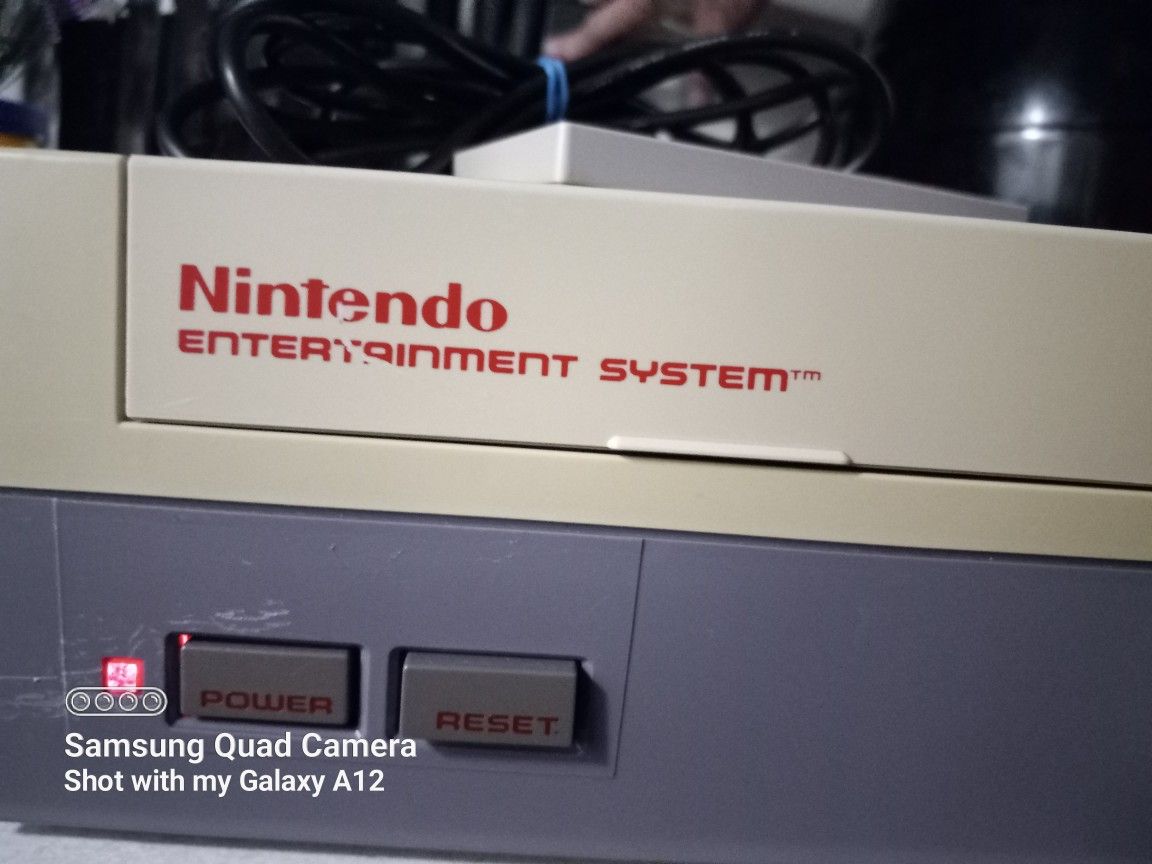 Nintendo
ENTERTAINMENT SYSTEM™
POWER
RESET
Samsung Quad Camera
Shot with my Galaxy A12